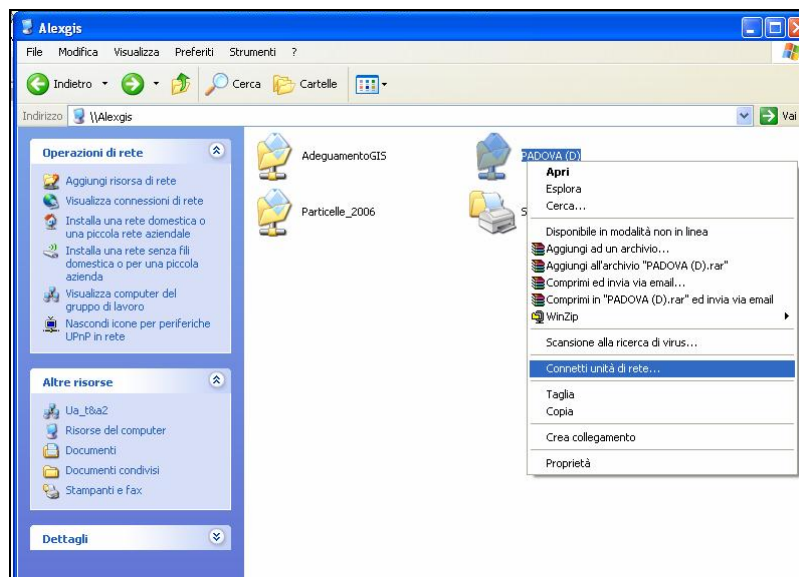 Alexgis
File Modifica Visualizza Preferiti Strumenti ?
Indietro Cerca Cartelle
Indirizzo \\Alexgis Vai
Operazioni di rete
Aggiungi risorsa di rete
Visualizza connessioni di rete
Installa una rete domestica o
una piccola rete aziendale
Installa una rete senza fili
domestica o per una piccola
azienda
Visualizza computer del
gruppo di lavoro
Nascondi icone per periferiche
UPnP in rete
Altre risorse
Ua_t&a2
Risorse del computer
Documenti
Documenti condivisi
Stampanti e fax
Dettagli
AdeguamentoGIS
PADOVA (D)
Particelle_2006
S
Apri
Esplora
Cerca...
Disponibile in modalità non in linea
Aggiungi ad un archivio...
Aggiungi all'archivio "PADOVA (D).rar"
Comprimi ed invia via email...
Comprimi in "PADOVA (D).rar" ed invia via email
WinZip
Scansione alla ricerca di virus...
Connetti unità di rete...
Taglia
Copia
Crea collegamento
Proprietà